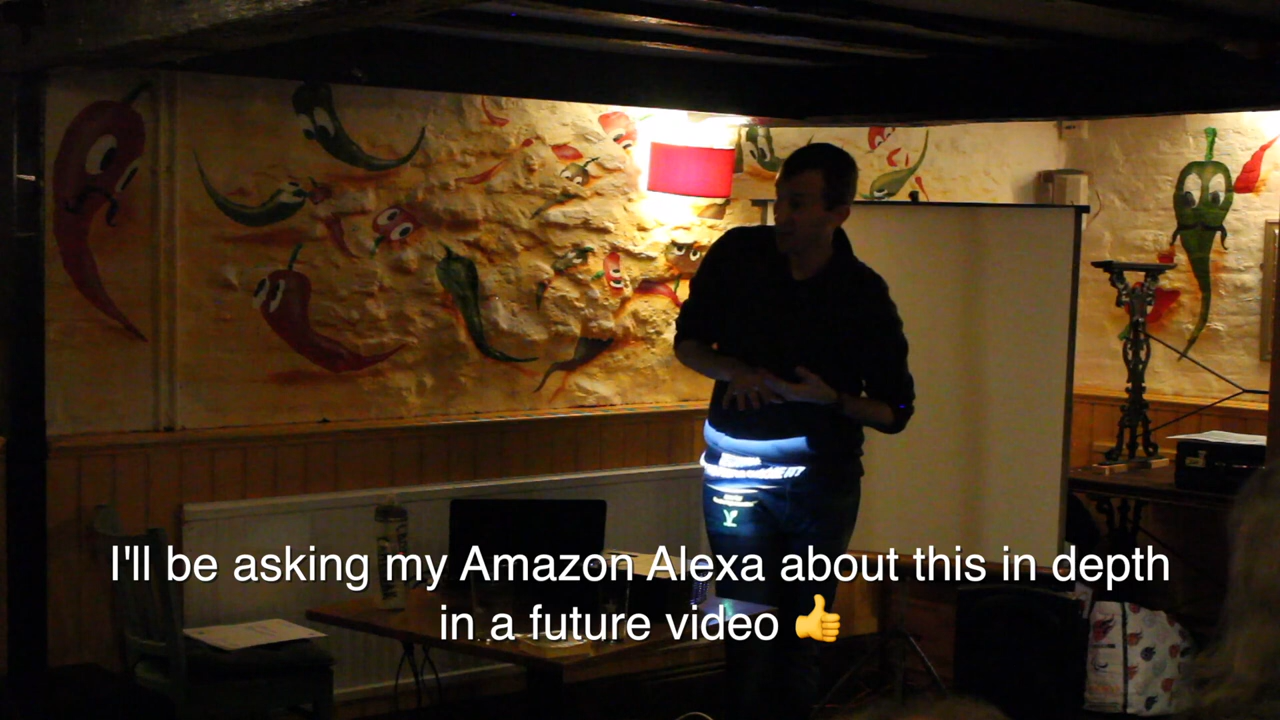 I'll be asking my Amazon Alexa about this in depth
in a future video 👍